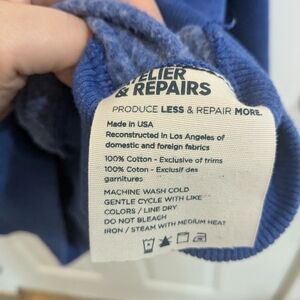 ATELIER
& REPAIRS
PRODUCE LESS & REPAIR MORE.
Made in USA
Reconstructed in Los Angeles of
domestic and foreign fabrics
100% Cotton - Exclusive of trims
100% Coton - Exclusif des
garnitures
MACHINE WASH COLD
GENTLE CYCLE WITH LIKE
COLORS / LINE DRY
DO NOT BLEACH
IRON / STEAM WITH MEDIUM HEAT